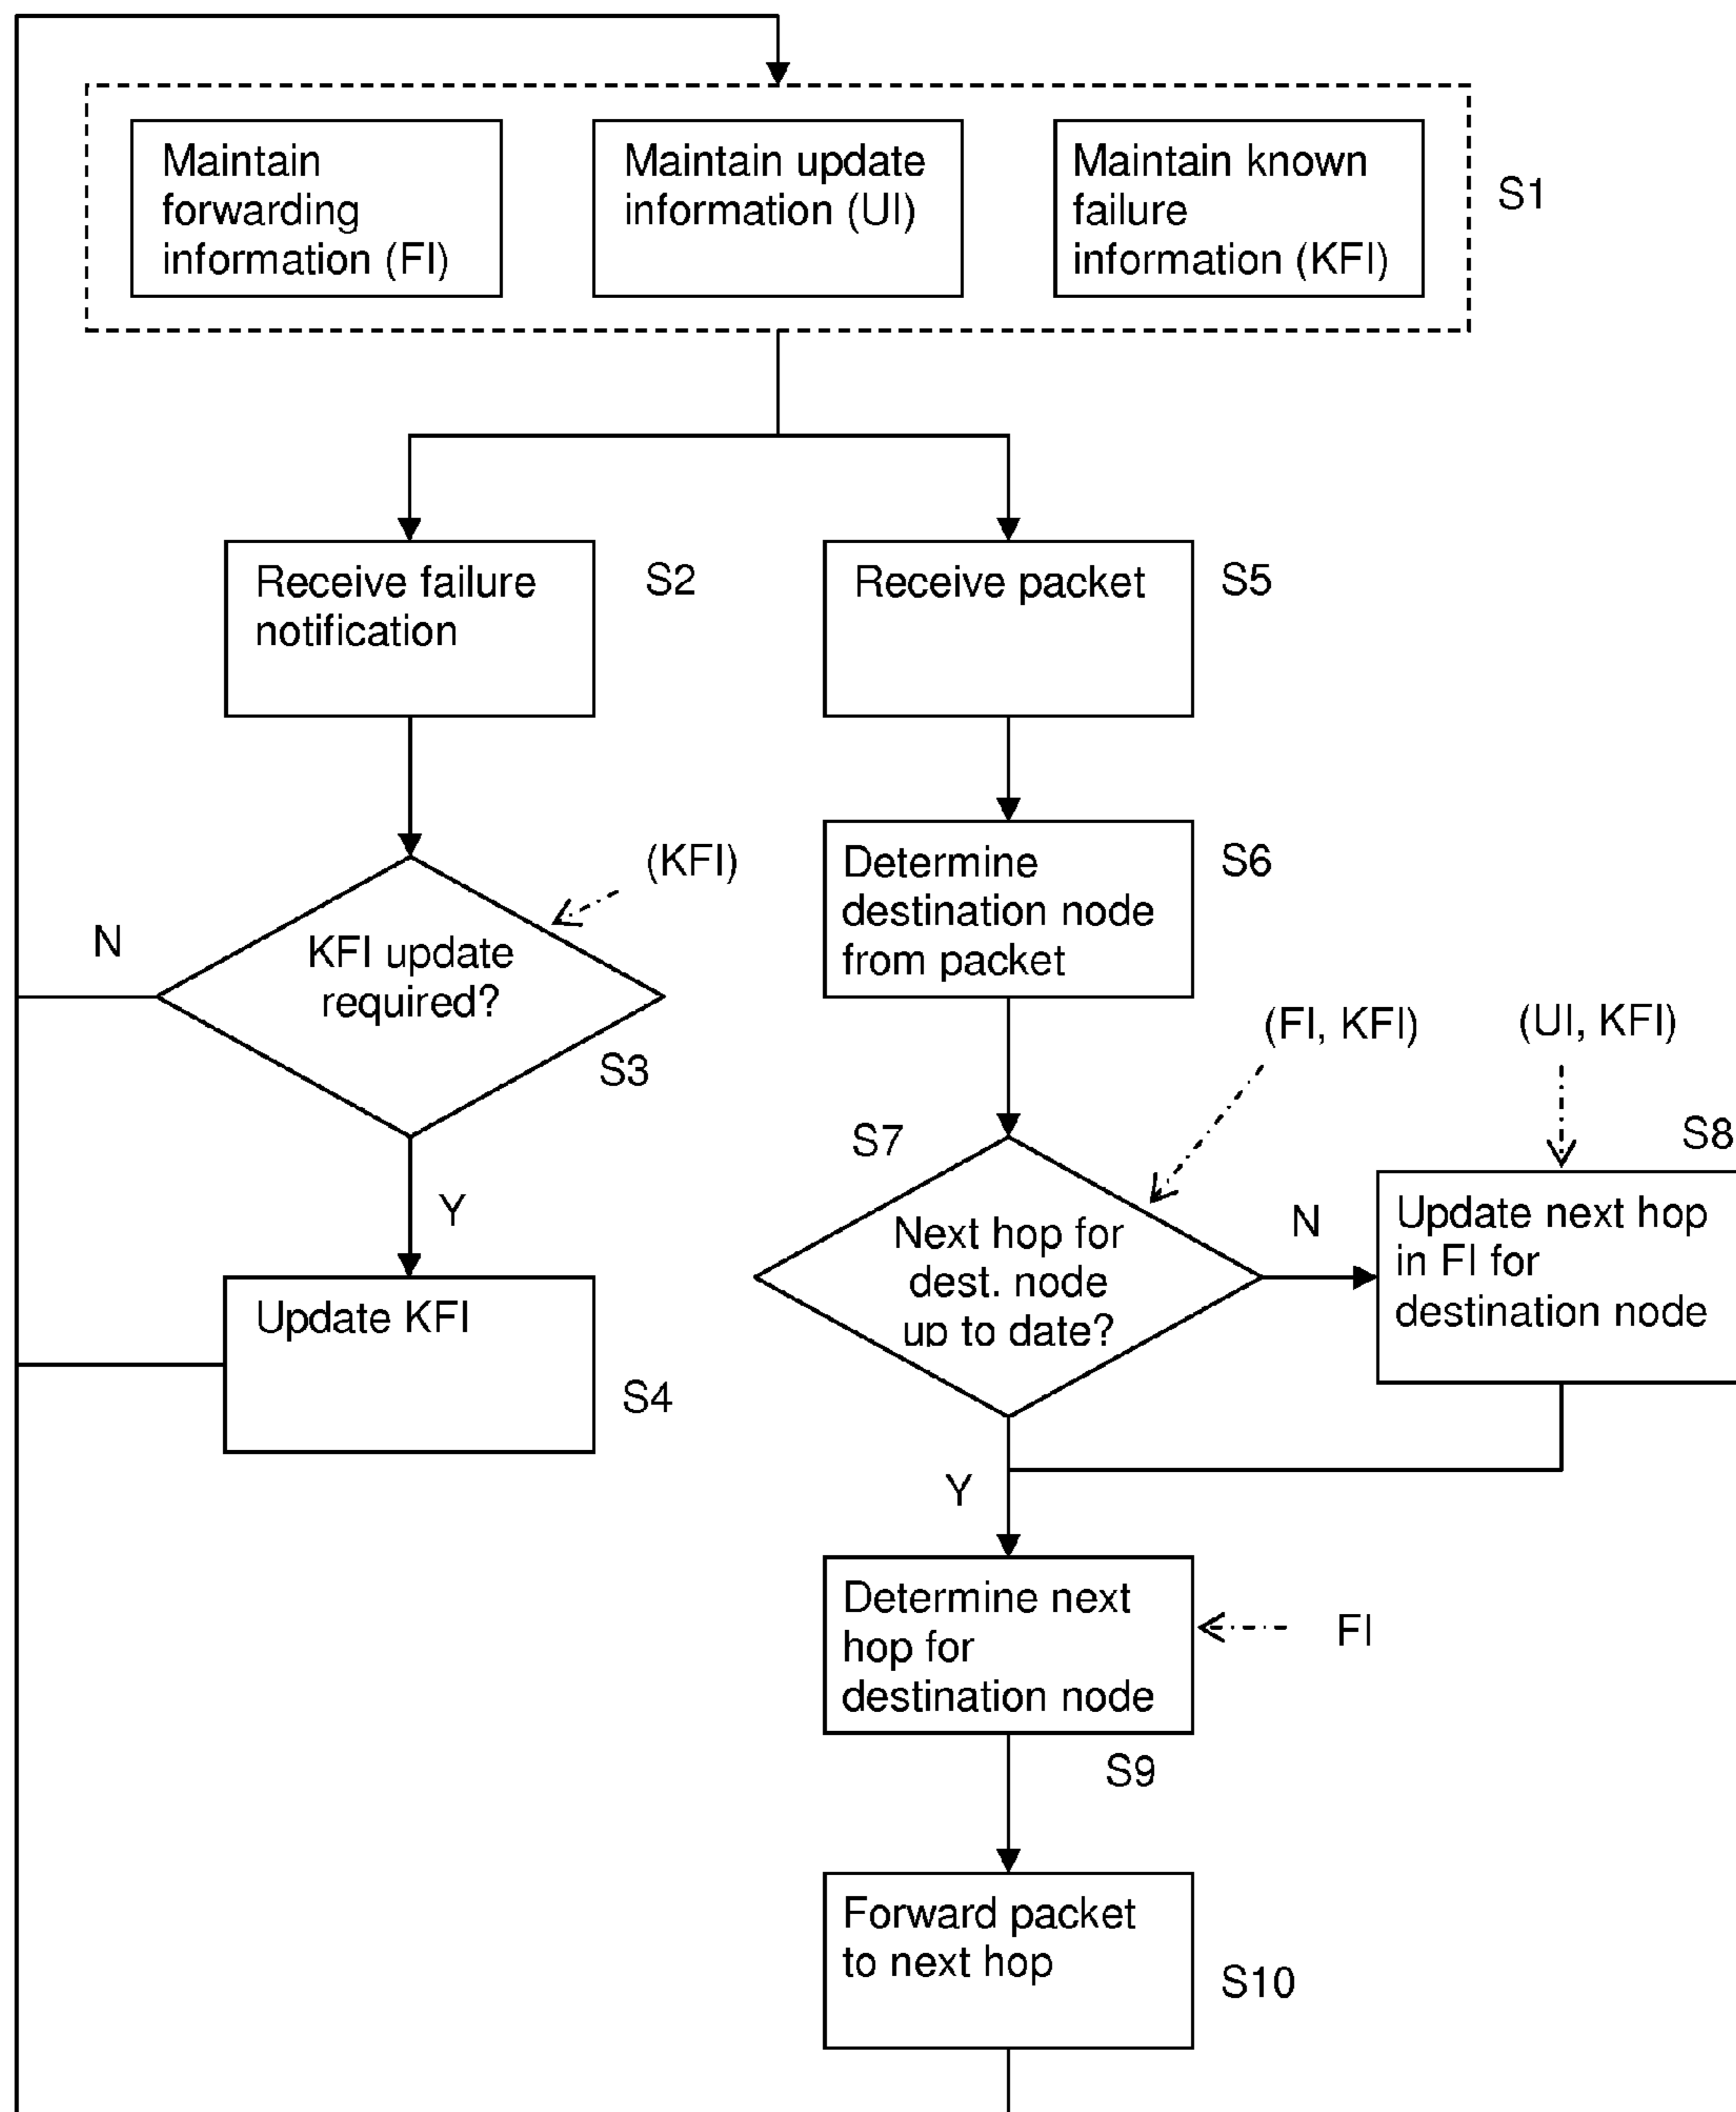 Maintain
forwarding
information (FI)
Maintain update
information (UI)
Maintain known
failure
information (KFI)
S1
Receive failure
notification
S2
Receive packet
S5
(KFI)
N
KFI update
required?
S3
Determine
destination node
from packet
S6
(FI, KFI)
(UI, KFI)
S7
S8
Y
Next hop for
dest. node
up to date?
N
Update next hop
in FI for
destination node
Update KFI
S4
Y
Determine next
hop for
destination node
FI
S9
Forward packet
to next hop
S10